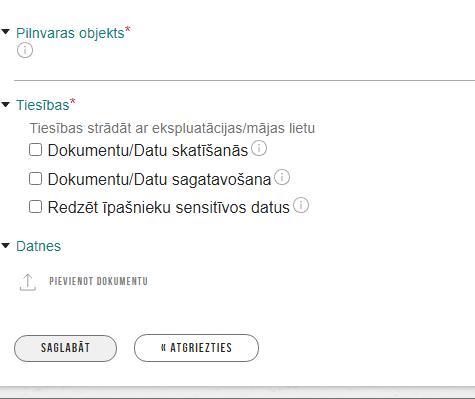 Pilnvaras objekts*
Tiesības*
Tiesības strādāt ar ekspluatācijas/mājas lietu
Dokumentu/Datu skatīšanās
Dokumentu/Datu sagatavošana
Redzēt īpašnieku sensitīvos datus
Datnes
PIEVIENOT DOKUMENTU
SAGLABĀT
« ATGRIEZTIES